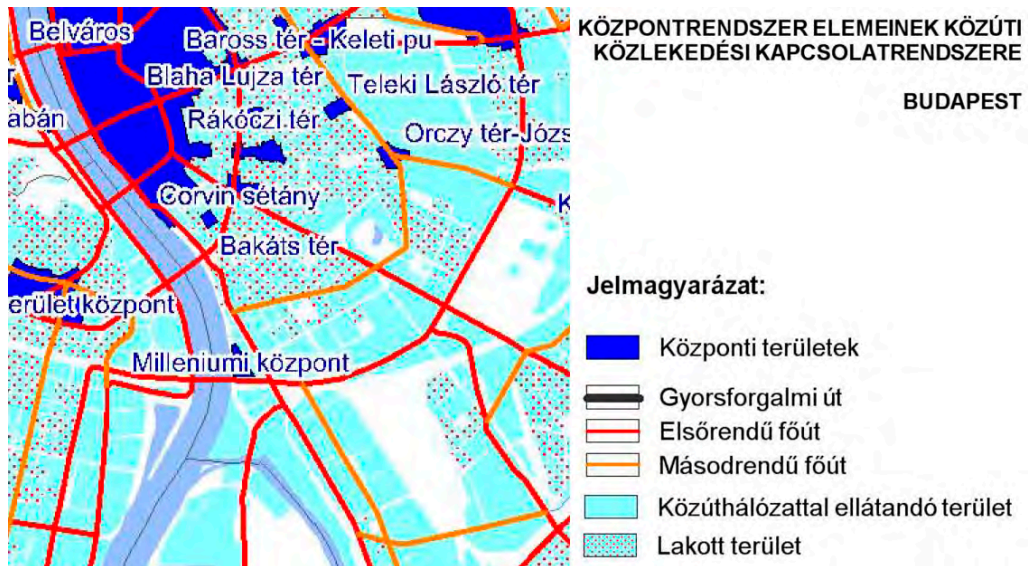 KÖZPONTRENDSZER ELEMEINEK KÖZÚTI
KÖZLEKEDÉSI KAPCSOLATRENDSZERE
BUDAPEST
Belváros
Baross tér - Keleti pu
Blaha Lujza tér
Teleki László tér
abán
Rákóczi tér
Orczy tér-Józs
Corvin sétány
K
Bakáts tér
erület központ
Milleniumi központ
Jelmagyarázat:
Központi területek
Gyorsforgalmi út
Elsőrendű főút
Másodrendű főút
Közúthálózattal ellátandó terület
Lakott terület